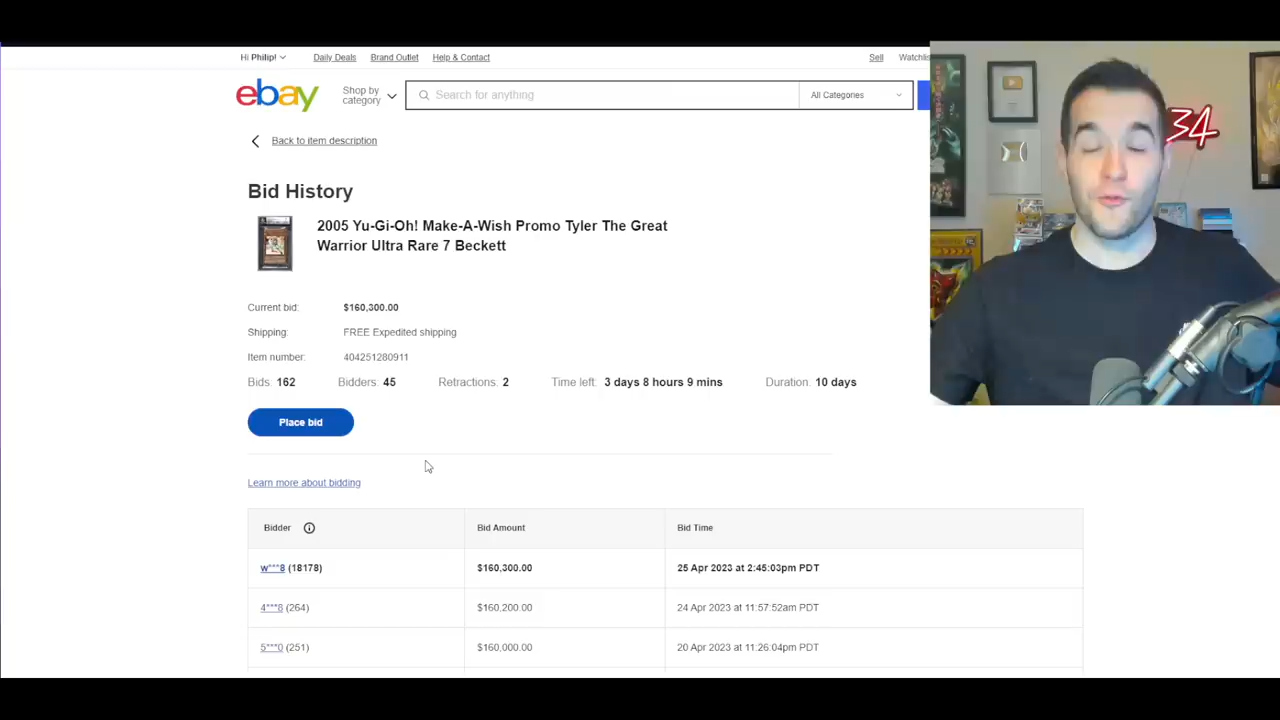 Hi Philip!
Daily Deals
Brand Outlet
Help & Contact
Sell
Watchlis
ebay
Shop by
category
Search for anything
All Categories
34
Back to item description
Bid History
2005 Yu-Gi-Oh! Make-A-Wish Promo Tyler The Great
Warrior Ultra Rare 7 Beckett
Current bid: $160,300.00
Shipping: FREE Expedited shipping
Item number: 404251280911
Bids: 162 Bidders: 45 Retractions: 2 Time left: 3 days 8 hours 9 mins Duration: 10 days
Place bid
Learn more about bidding
Bidder Bid Amount Bid Time
w***8 (18178) $160,300.00 25 Apr 2023 at 2:45:03pm PDT
4***8 (264) $160,200.00 24 Apr 2023 at 11:57:52am PDT
5***0 (251) $160,000.00 20 Apr 2023 at 11:26:04pm PDT